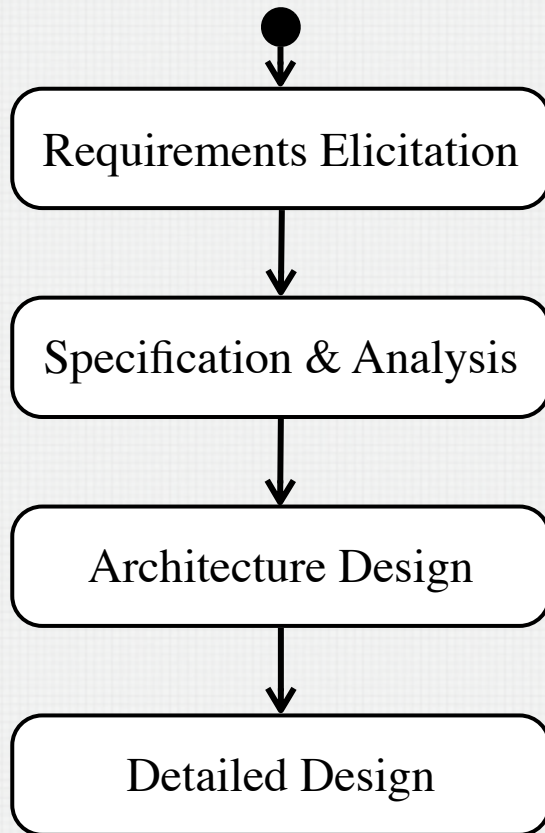 Requirements Elicitation
Specification & Analysis
Architecture Design
Detailed Design